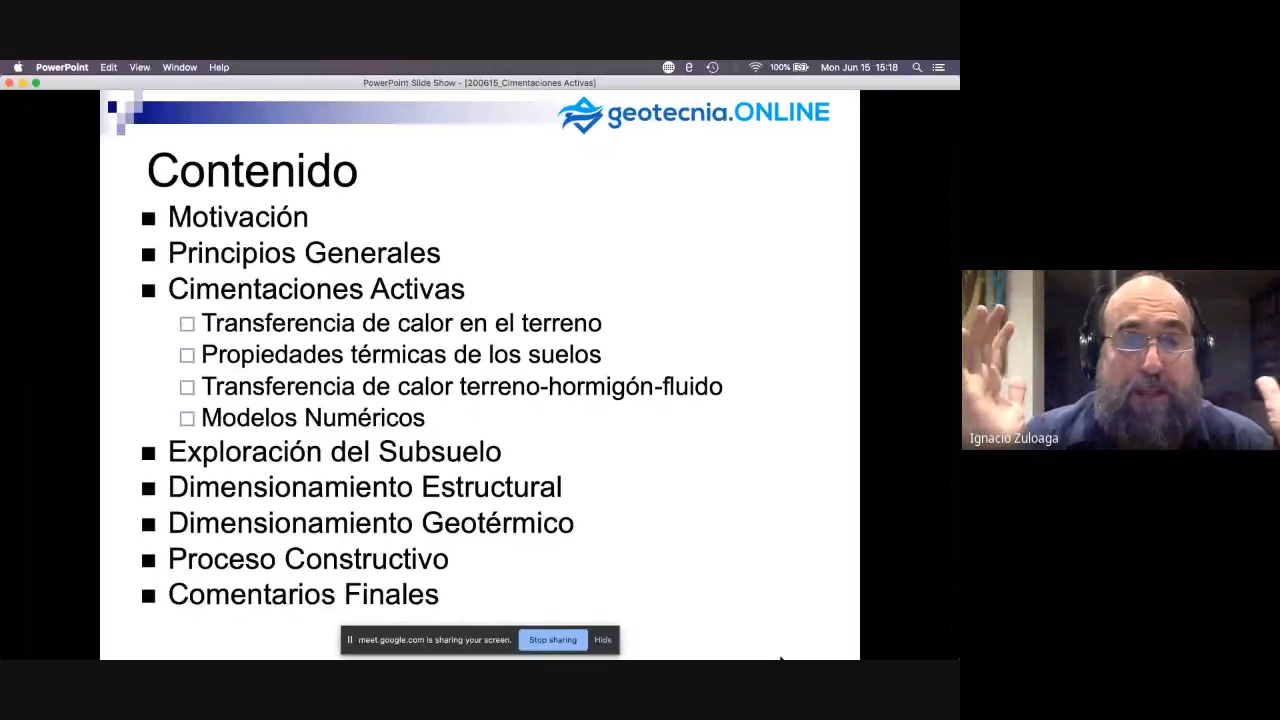 PowerPoint Edit View Window Help 100% Mon Jun 15 15:18
PowerPoint Slide Show - [200615_Cimentaciones Activas]
geotecnia.ONLINE
Contenido
Motivación
Principios Generales
Cimentaciones Activas
Transferencia de calor en el terreno
Propiedades térmicas de los suelos
Transferencia de calor terreno-hormigón-fluido
Modelos Numéricos
Exploración del Subsuelo
Dimensionamiento Estructural
Dimensionamiento Geotérmico
Proceso Constructivo
Comentarios Finales
meet.google.com is sharing your screen. Stop sharing Hide
Ignacio Zuloaga